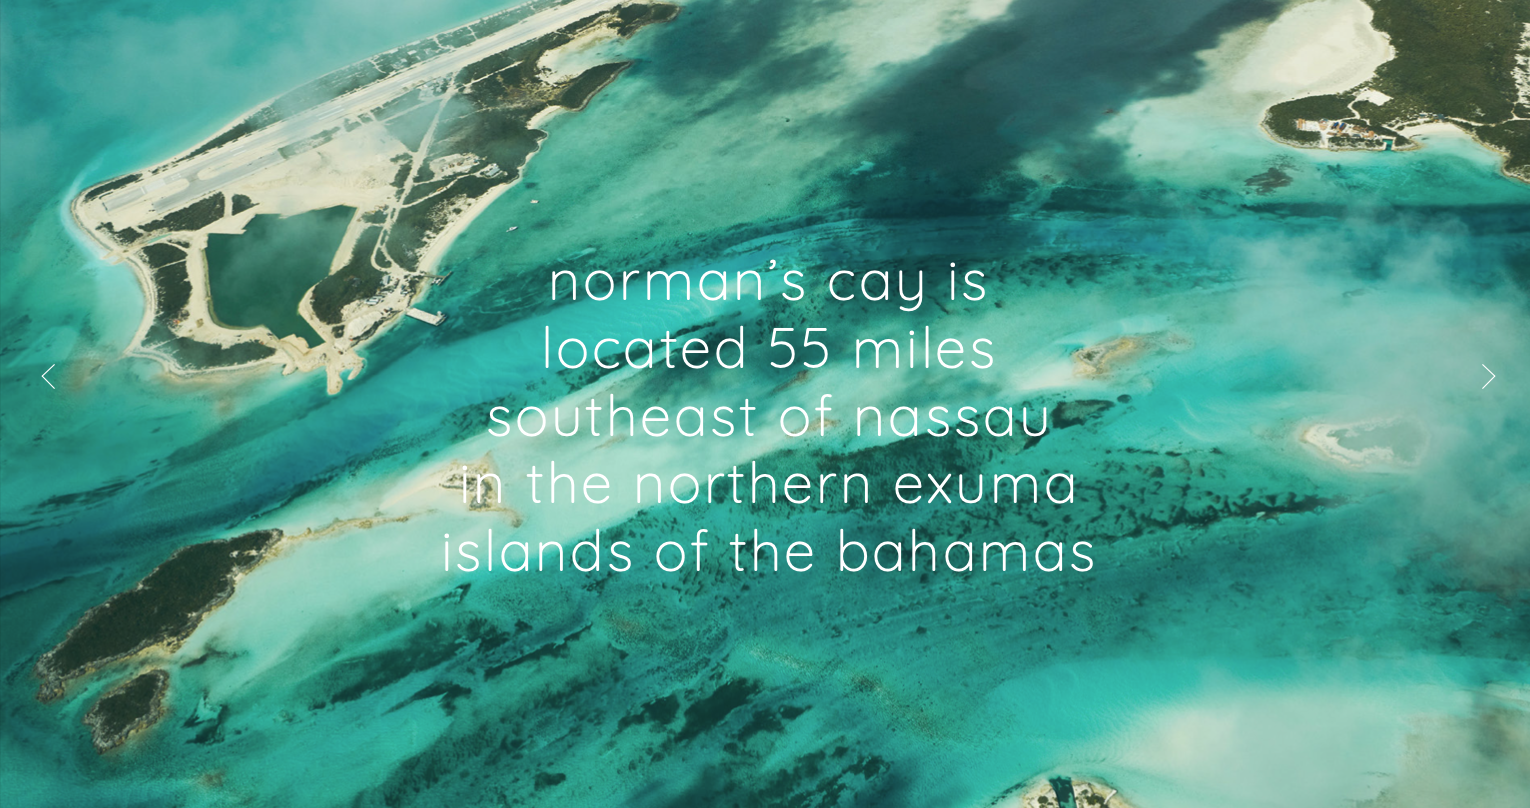 norman’s cay is
located 55 miles
southeast of nassau
in the northern exuma
islands of the bahamas